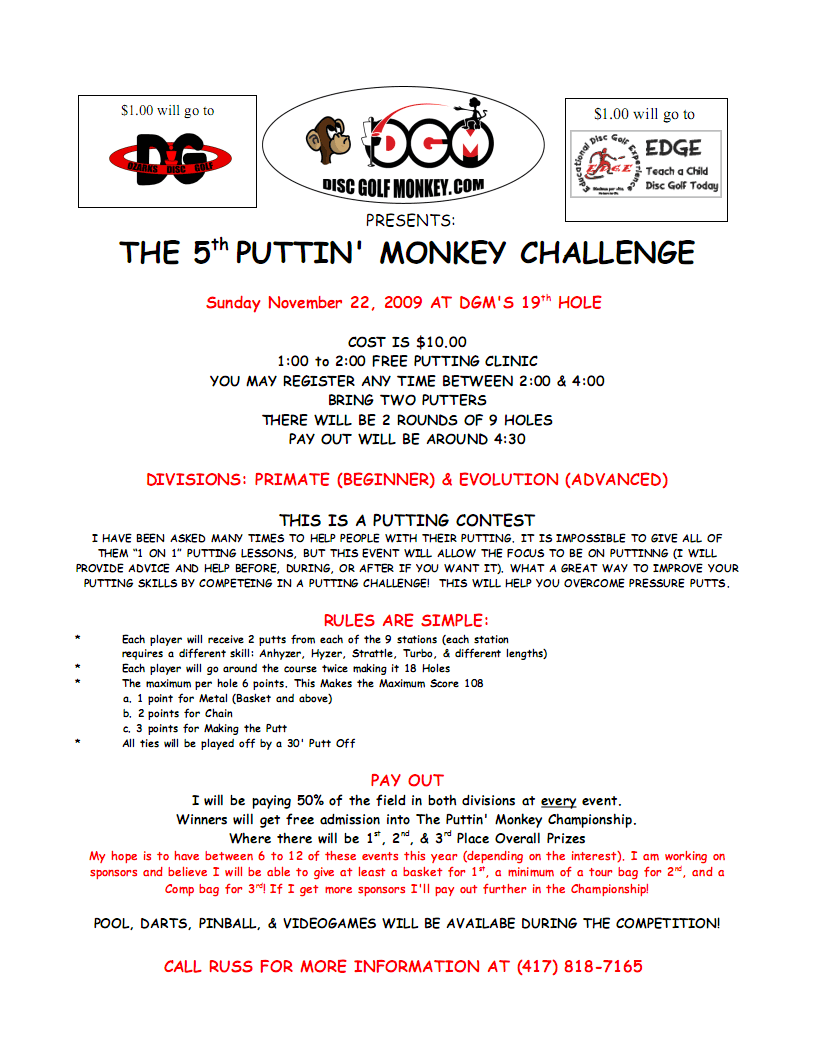 $1.00 will go to
DG
OZARKS DISC GOLF
DGM
DISC GOLF MONKEY.COM
$1.00 will go to
Educational Disc Golf Experience
E.D.G.E
EDGE
Teach a Child
Disc Golf Today
PRESENTS:
THE 5th PUTTIN' MONKEY CHALLENGE
Sunday November 22, 2009 AT DGM'S 19th HOLE
COST IS $10.00
1:00 to 2:00 FREE PUTTING CLINIC
YOU MAY REGISTER ANY TIME BETWEEN 2:00 & 4:00
BRING TWO PUTTERS
THERE WILL BE 2 ROUNDS OF 9 HOLES
PAY OUT WILL BE AROUND 4:30
DIVISIONS: PRIMATE (BEGINNER) & EVOLUTION (ADVANCED)
THIS IS A PUTTING CONTEST
I HAVE BEEN ASKED MANY TIMES TO HELP PEOPLE WITH THEIR PUTTING. IT IS IMPOSSIBLE TO GIVE ALL OF
THEM "1 ON 1" PUTTING LESSONS, BUT THIS EVENT WILL ALLOW THE FOCUS TO BE ON PUTTINNG (I WILL
PROVIDE ADVICE AND HELP BEFORE, DURING, OR AFTER IF YOU WANT IT). WHAT A GREAT WAY TO IMPROVE YOUR
PUTTING SKILLS BY COMPETEING IN A PUTTING CHALLENGE!  THIS WILL HELP YOU OVERCOME PRESSURE PUTTS.
RULES ARE SIMPLE:
* Each player will receive 2 putts from each of the 9 stations (each station
requires a different skill: Anhyzer, Hyzer, Strattle, Turbo, & different lengths)
* Each player will go around the course twice making it 18 Holes
* The maximum per hole 6 points. This Makes the Maximum Score 108
a. 1 point for Metal (Basket and above)
b. 2 points for Chain
c. 3 points for Making the Putt
* All ties will be played off by a 30' Putt Off
PAY OUT
I will be paying 50% of the field in both divisions at every event.
Winners will get free admission into The Puttin' Monkey Championship.
Where there will be 1st, 2nd, & 3rd Place Overall Prizes
My hope is to have between 6 to 12 of these events this year (depending on the interest). I am working on
sponsors and believe I will be able to give at least a basket for 1st, a minimum of a tour bag for 2nd, and a
Comp bag for 3rd! If I get more sponsors I'll pay out further in the Championship!
POOL, DARTS, PINBALL, & VIDEOGAMES WILL BE AVAILABE DURING THE COMPETITION!
CALL RUSS FOR MORE INFORMATION AT (417) 818-7165